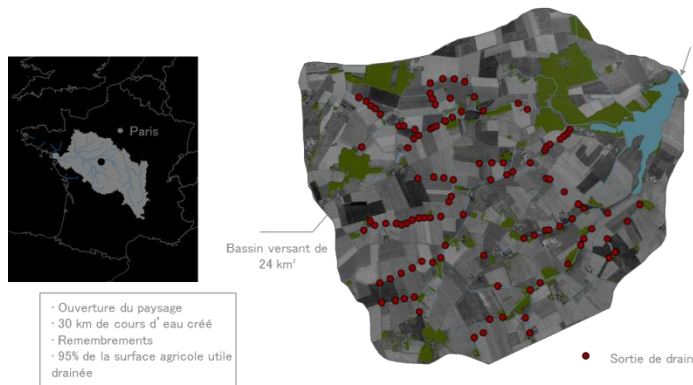 Paris
Bassin versant de
24 km²
· Ouverture du paysage
· 30 km de cours d' eau créé
· Remembrements
· 95% de la surface agricole utile
drainée
Sortie de drain